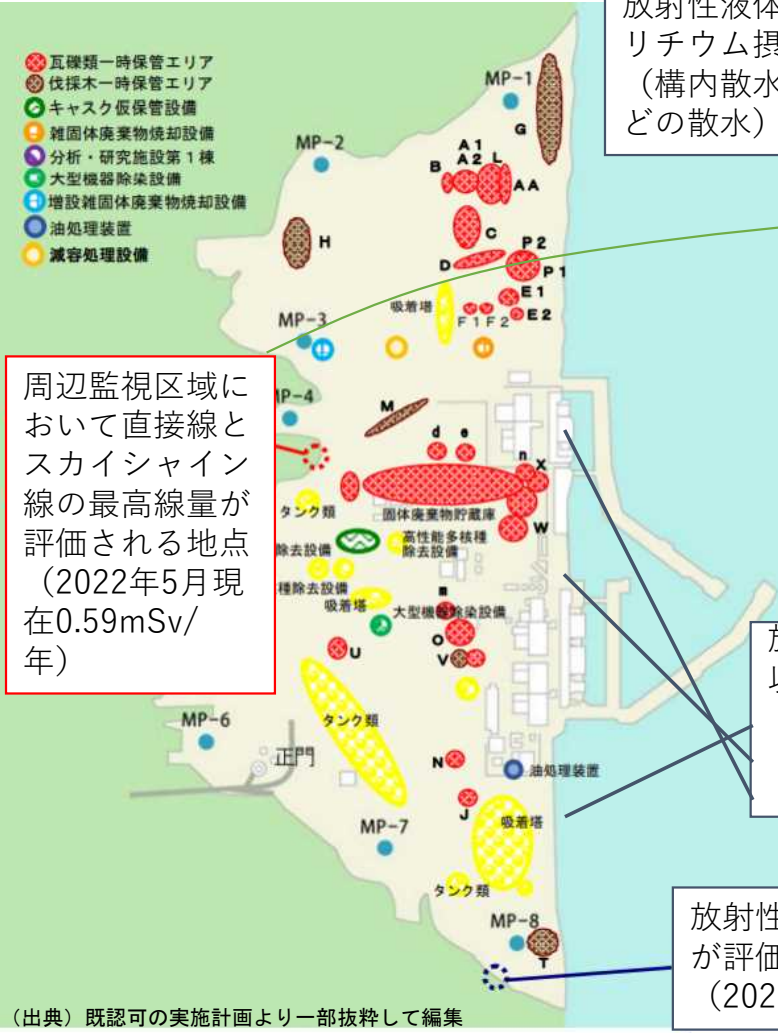 瓦礫類一時保管エリア
伐採木一時保管エリア
キャスク仮保管設備
雑固体廃棄物焼却設備
分析・研究施設第１棟
大型機器除染設備
増設雑固体廃棄物焼却設備
油処理装置
減容処理設備
放射性液体
リチウム摂
（構内散水
どの散水）
MP-1
G
MP-2
A1
A2
L
B
AA
C
H
P2
D
P1
E1
吸着塔
F1
F2
E2
MP-3
周辺監視区域に
おいて直接線と
スカイシャイン
線の最高線量が
評価される地点
（2022年5月現
在0.59mSv/
年）
MP-4
M
d
e
n
X
タンク類
固体廃棄物貯蔵庫
W
除去設備
高性能多核種
除去設備
種除去設備
吸着塔
m
大型機器除染設備
O
U
V
MP-6
タンク類
正門
N
油処理装置
J
吸着塔
MP-7
タンク類
MP-8
T
放射性
が評価
（202
（出典）既認可の実施計画より一部抜粋して編集